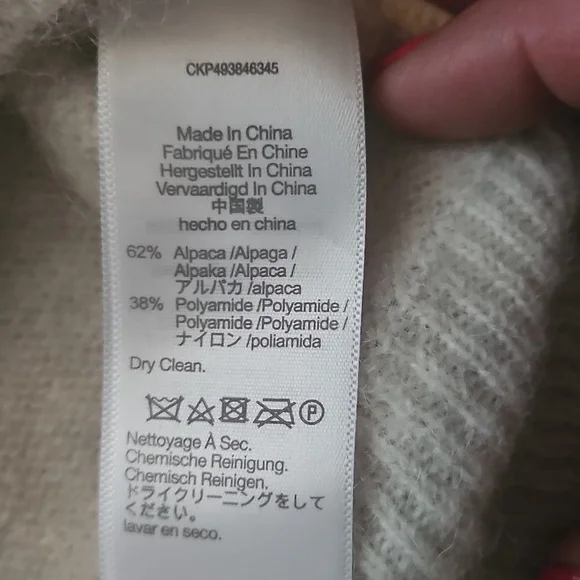 CKP493846345
Made In China
Fabriqué En Chine
Hergestellt In China
Vervaardigd In China
中国製
hecho en china
62% Alpaca /Alpaga /
Alpaka /Alpaca /
アルパカ /alpaca
38% Polyamide /Polyamide /
Polyamide /Polyamide /
ナイロン /poliamida
Dry Clean.
P
Nettoyage À Sec.
Chemische Reinigung.
Chemisch Reinigen.
ドライクリーニングをして
ください。
lavar en seco.